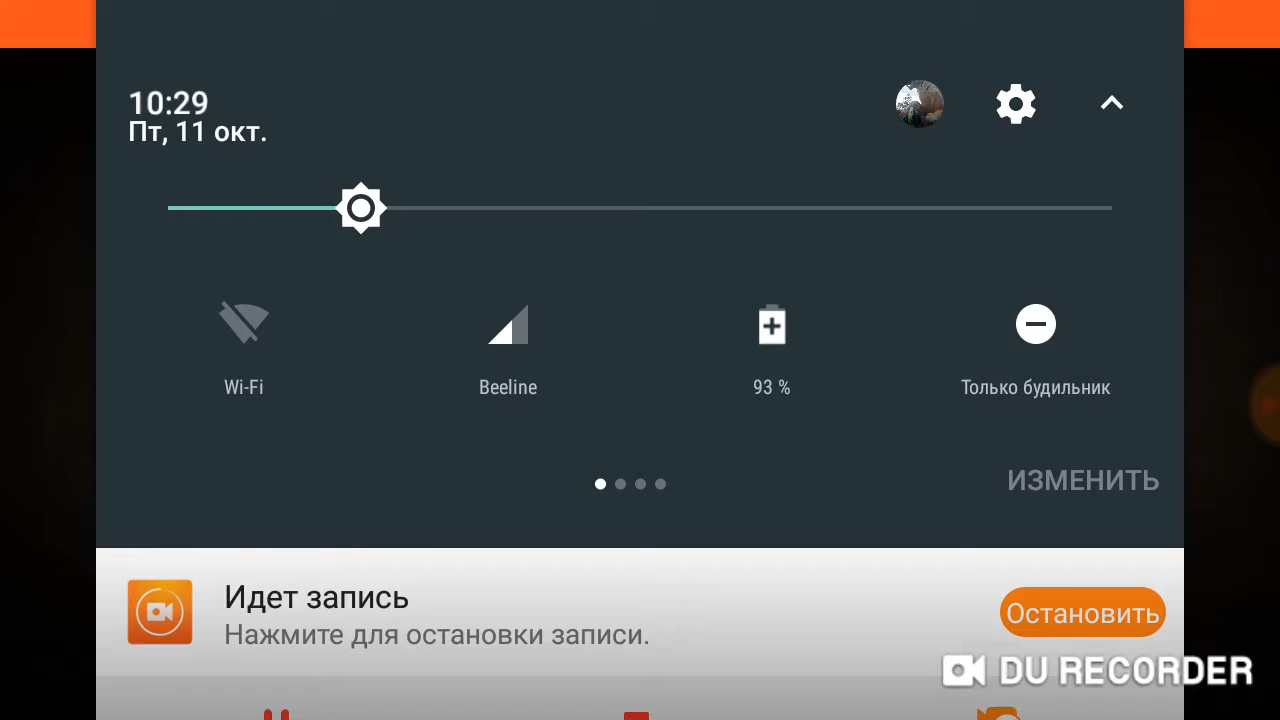 10:29
Пт, 11 окт.
Wi-Fi
Beeline
93 %
Только будильник
ИЗМЕНИТЬ
Идет запись
Нажмите для остановки записи.
Остановить
DU RECORDER